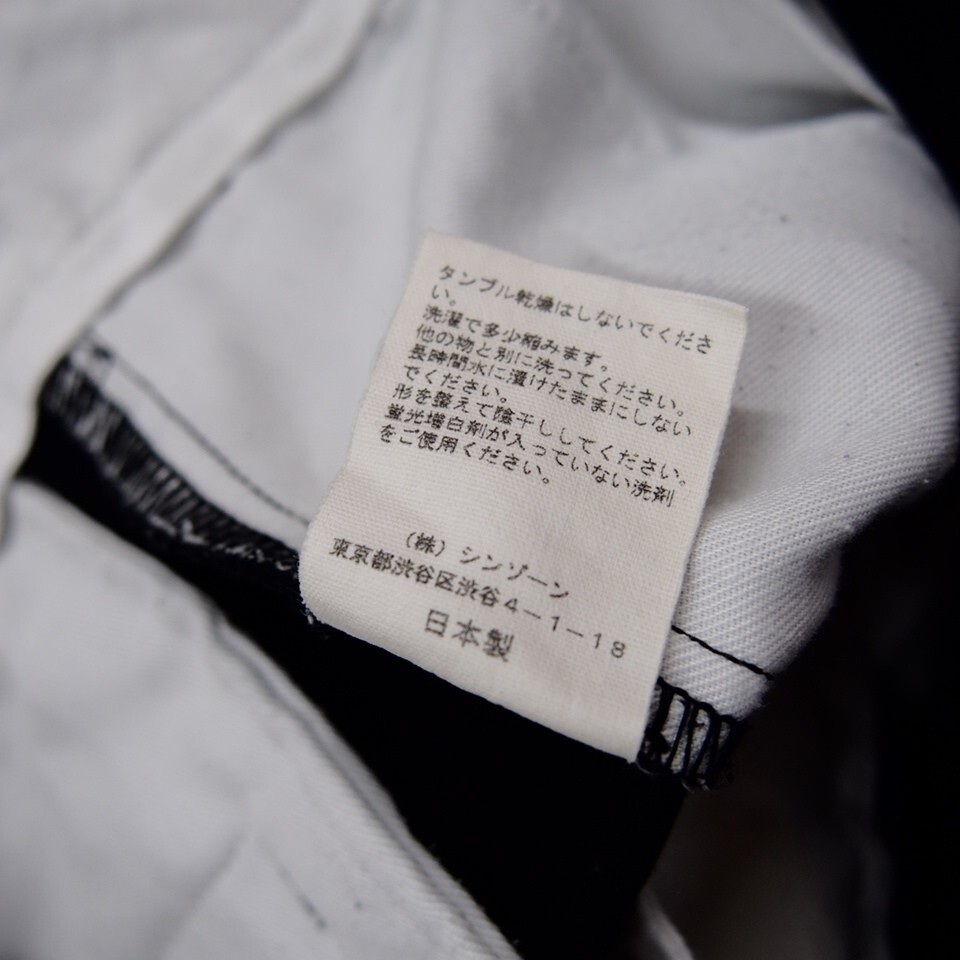 タンブル乾燥はしないでくださ
い。
洗濯で多少縮みます。
他の物と別に洗ってください。
長時間水に漬けたままにしない
でください。
形を整えて陰干ししてください。
蛍光増白剤が入っていない洗剤
をご使用ください。
(株)シンゾーン
東京都渋谷区渋谷4-1-18
日本製